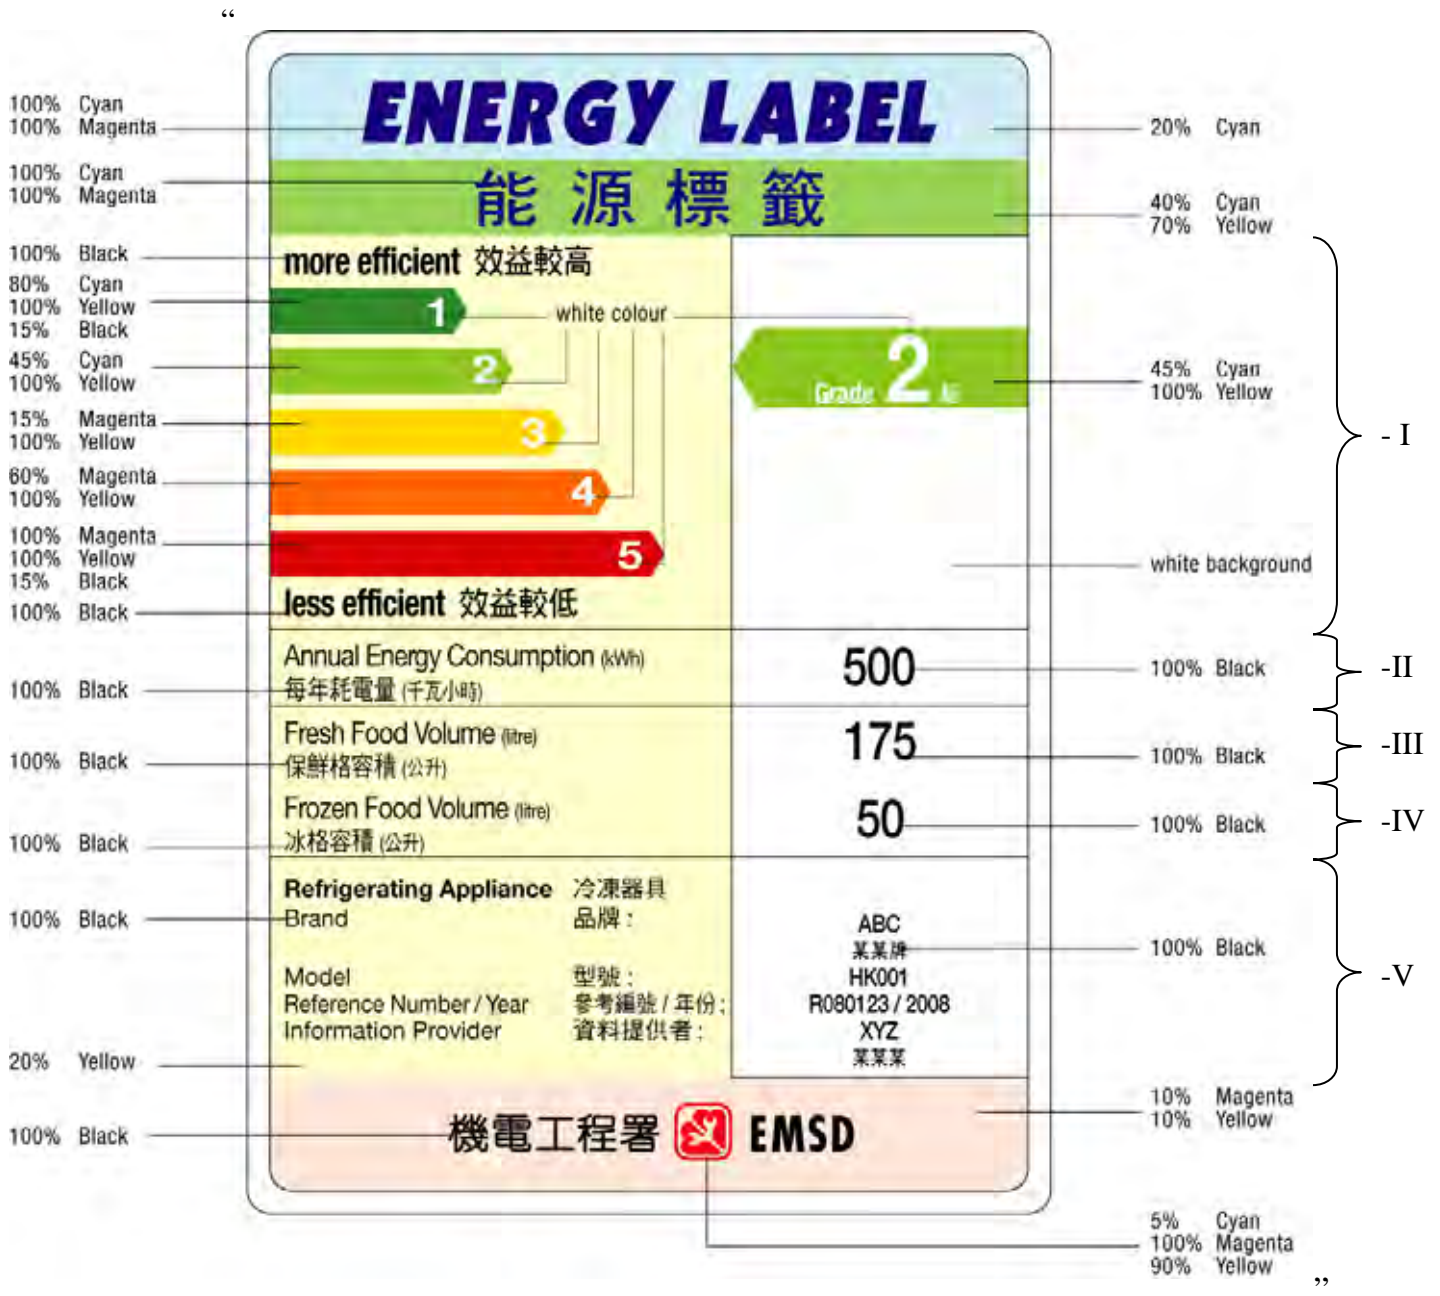 “
ENERGY LABEL
100% Cyan
100% Magenta
20% Cyan
能源標籤
100% Cyan
100% Magenta
40% Cyan
70% Yellow
more efficient 效益較高
100% Black
1
80% Cyan
100% Yellow
15% Black
white colour
2
45% Cyan
100% Yellow
Grade 2 級
45% Cyan
100% Yellow
3
15% Magenta
100% Yellow
- I
4
60% Magenta
100% Yellow
5
100% Magenta
100% Yellow
15% Black
white background
less efficient 效益較低
100% Black
Annual Energy Consumption (kWh)
每年耗電量 (千瓦小時)
500
100% Black
100% Black
-II
Fresh Food Volume (litre)
保鮮格容積 (公升)
175
100% Black
100% Black
-III
Frozen Food Volume (litre)
冰格容積 (公升)
50
100% Black
100% Black
-IV
Refrigerating Appliance 冷凍器具
Brand 品牌 :
100% Black
ABC
某某牌
100% Black
Model 型號 :
HK001
-V
Reference Number / Year 參考編號 / 年份 :
R080123 / 2008
Information Provider 資料提供者 :
XYZ
某某某
20% Yellow
機電工程署 EMSD
100% Black
10% Magenta
10% Yellow
5% Cyan
100% Magenta
90% Yellow
”